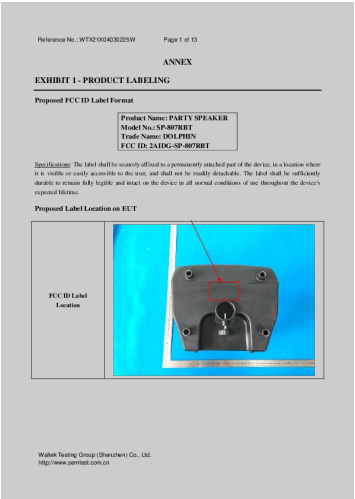 Reference No.: WTX21X04030225W Page 1 of 13
ANNEX
EXHIBIT 1 - PRODUCT LABELING
Proposed FCC ID Label Format
Product Name: PARTY SPEAKER
Model No.: SP-807RBT
Trade Name: DOLPHIN
FCC ID: 2AIDG-SP-807RBT
Specifications: The label shall be securely affixed to a permanently attached part of the device, in a location where
it is visible or easily accessible to the user, and shall not be readily detachable. The label shall be sufficiently
durable to remain fully legible and intact on the device in all normal conditions of use throughout the device's
expected lifetime.
Proposed Label Location on EUT
FCC ID Label
Location
Waltek Testing Group (Shenzhen) Co., Ltd.
http://www.semtest.com.cn